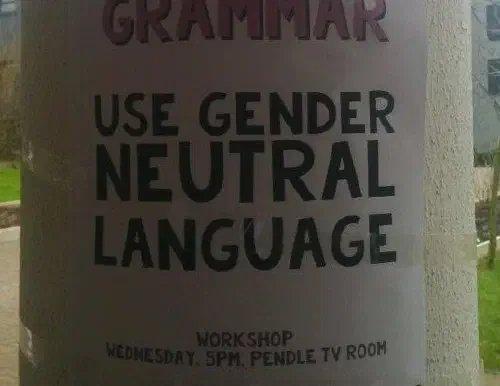 GRAMMAR
USE GENDER
NEUTRAL
LANGUAGE
WORKSHOP
WEDNESDAY, 5PM, PENDLE TV ROOM